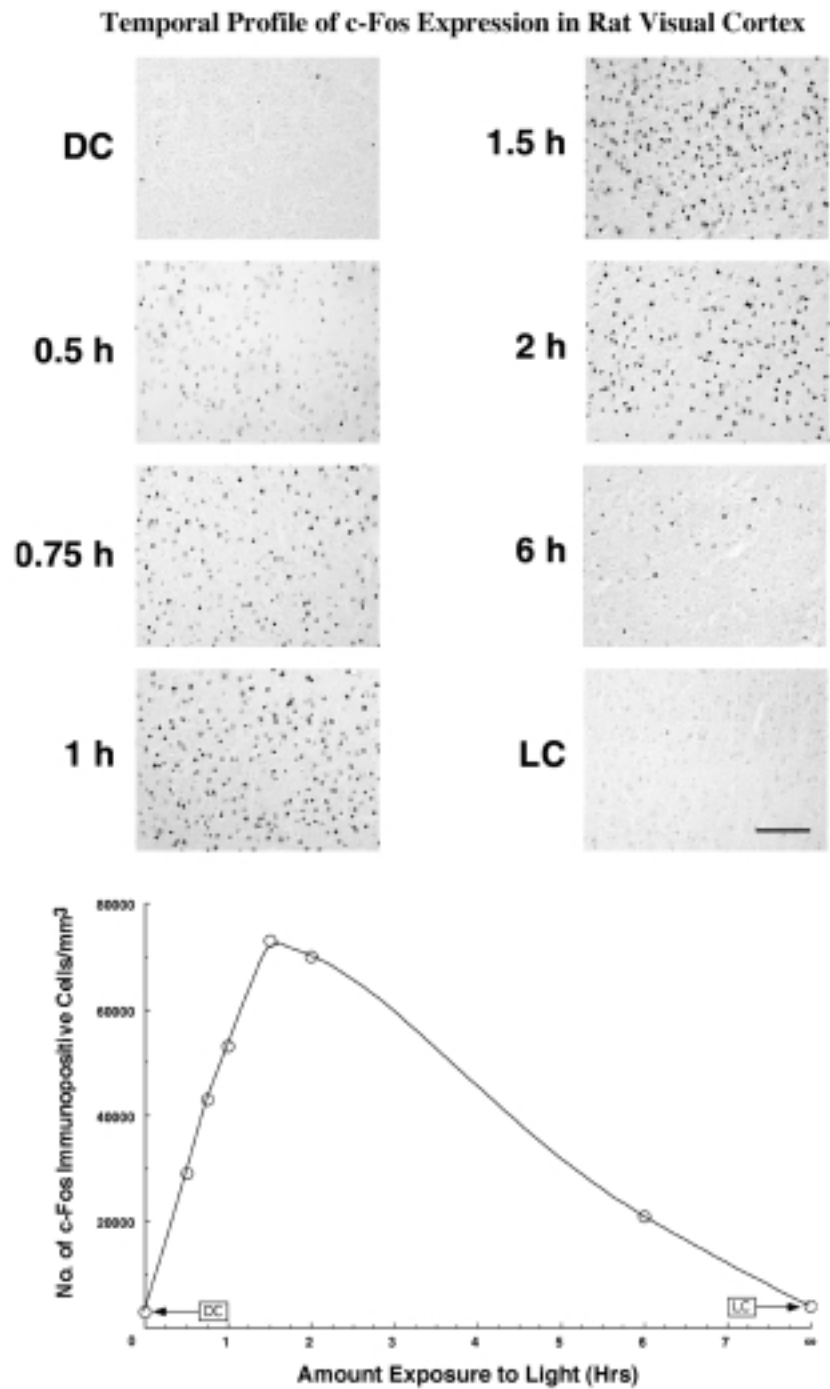 Temporal Profile of c-Fos Expression in Rat Visual Cortex
DC
1.5 h
0.5 h
2 h
0.75 h
6 h
1 h
LC
No. of c-Fos Immunopositive Cells/mm³
80000
60000
40000
20000
DC
LC
0 1 2 3 4 5 6 7 ∞
Amount Exposure to Light (Hrs)